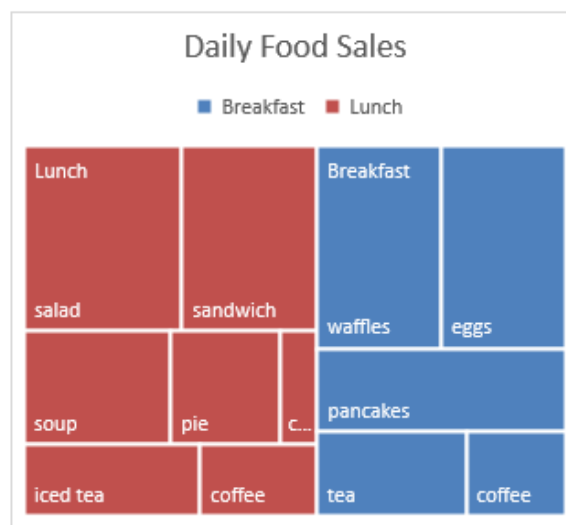 Daily Food Sales
Breakfast Lunch
Lunch
salad
sandwich
soup
pie
c...
iced tea
coffee
Breakfast
waffles
eggs
pancakes
tea
coffee